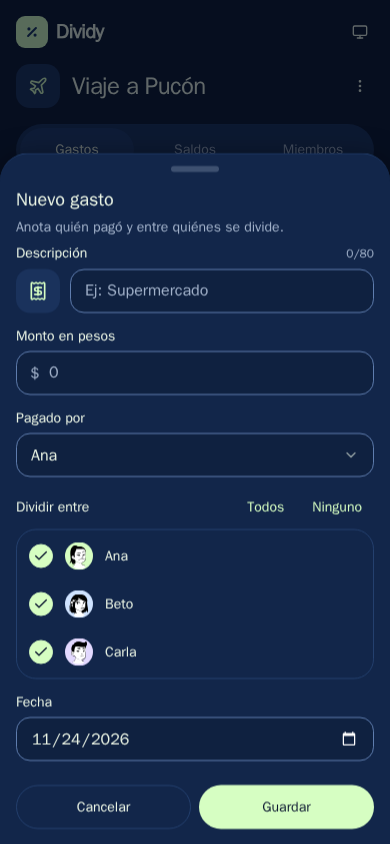 Dividy
Viaje a Pucón
Gastos Saldos Miembros
Nuevo gasto
Anota quién pagó y entre quiénes se divide.
Descripción 0/80
Ej: Supermercado
Monto en pesos
$ 0
Pagado por
Ana
Dividir entre Todos Ninguno
Ana
Beto
Carla
Fecha
11/24/2026
Cancelar Guardar